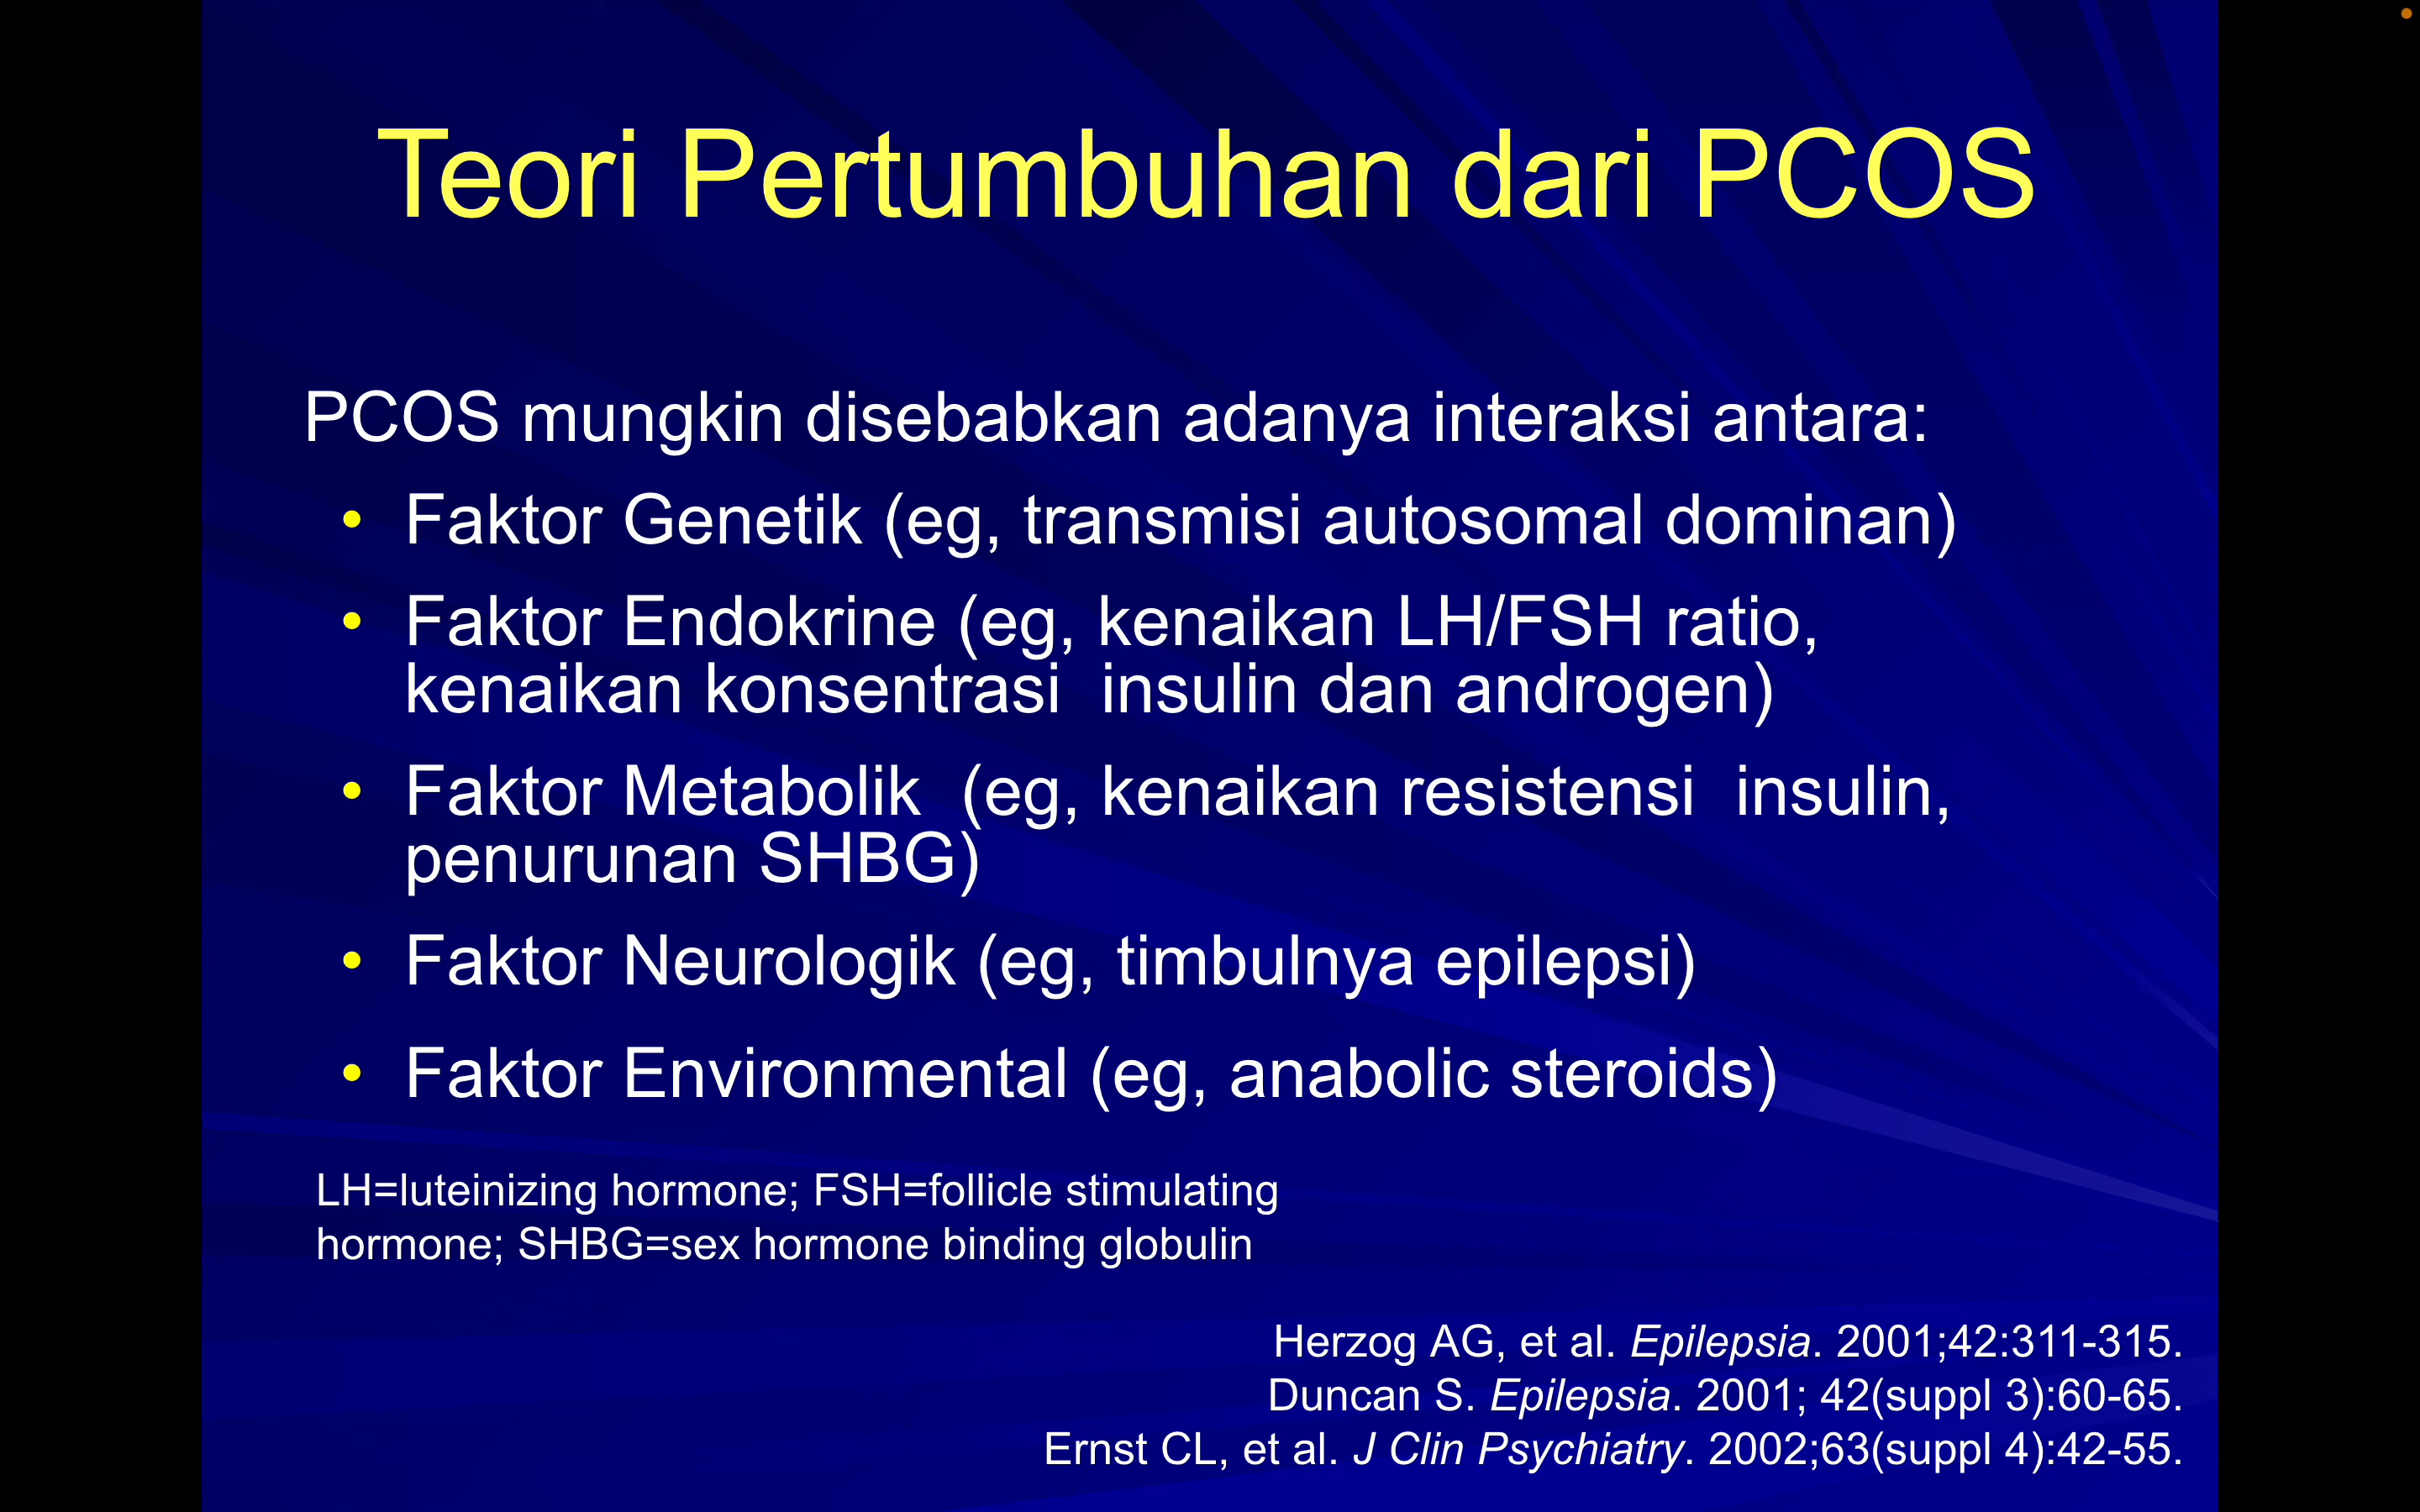 Teori Pertumbuhan dari PCOS
PCOS mungkin disebabkan adanya interaksi antara:
• Faktor Genetik (eg, transmisi autosomal dominan)
• Faktor Endokrine (eg, kenaikan LH/FSH ratio,
kenaikan konsentrasi  insulin dan androgen)
• Faktor Metabolik  (eg, kenaikan resistensi  insulin,
penurunan SHBG)
• Faktor Neurologik (eg, timbulnya epilepsi)
• Faktor Environmental (eg, anabolic steroids)
LH=luteinizing hormone; FSH=follicle stimulating
hormone; SHBG=sex hormone binding globulin
Herzog AG, et al. Epilepsia. 2001;42:311-315.
Duncan S. Epilepsia. 2001; 42(suppl 3):60-65.
Ernst CL, et al. J Clin Psychiatry. 2002;63(suppl 4):42-55.